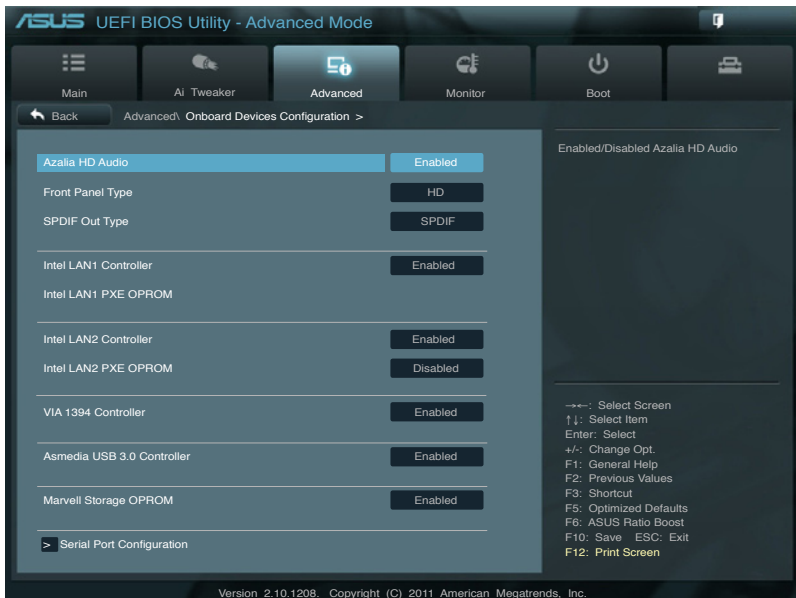 ASUS UEFI BIOS Utility - Advanced Mode
Main
Ai Tweaker
Advanced
Monitor
Boot
Back
Advanced\ Onboard Devices Configuration >
Azalia HD Audio Enabled
Front Panel Type HD
SPDIF Out Type SPDIF
Intel LAN1 Controller Enabled
Intel LAN1 PXE OPROM
Intel LAN2 Controller Enabled
Intel LAN2 PXE OPROM Disabled
VIA 1394 Controller Enabled
Asmedia USB 3.0 Controller Enabled
Marvell Storage OPROM Enabled
> Serial Port Configuration
Enabled/Disabled Azalia HD Audio
→←: Select Screen
↑↓: Select Item
Enter: Select
+/-: Change Opt.
F1: General Help
F2: Previous Values
F3: Shortcut
F5: Optimized Defaults
F6: ASUS Ratio Boost
F10: Save ESC: Exit
F12: Print Screen
Version 2.10.1208. Copyright (C) 2011 American Megatrends, Inc.